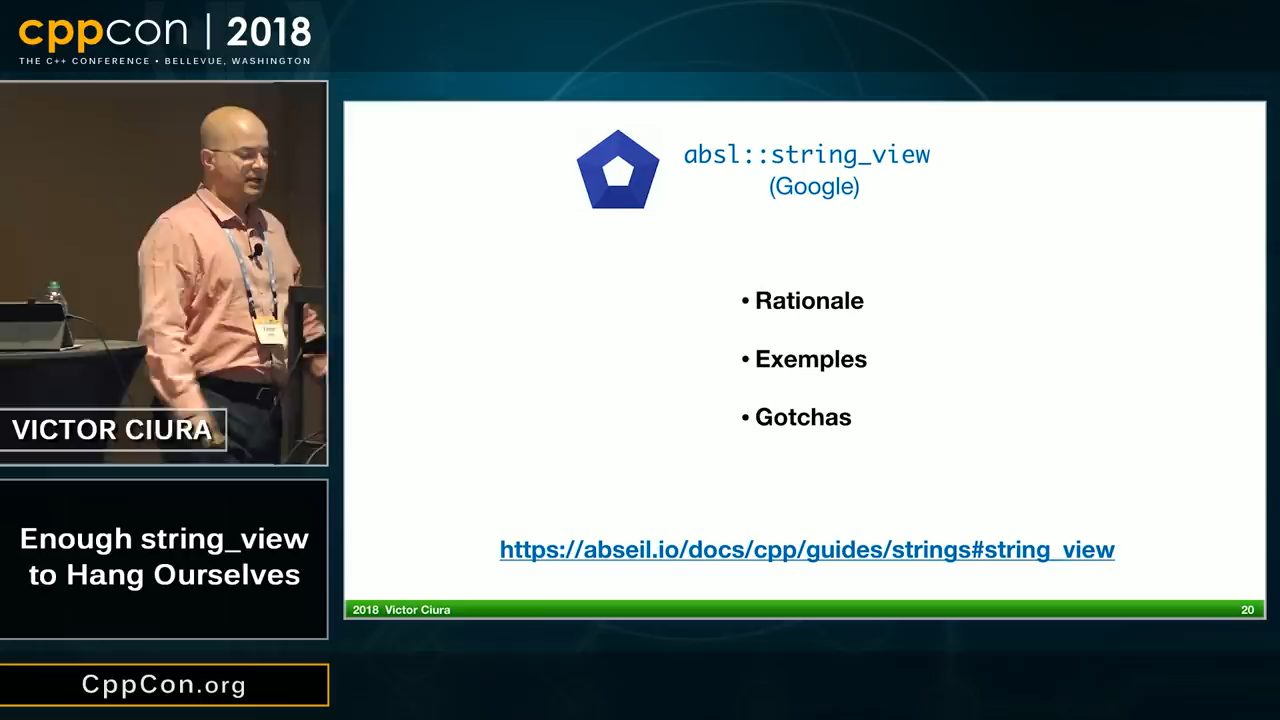 cppcon | 2018
THE C++ CONFERENCE • BELLEVUE, WASHINGTON
VICTOR CIURA
Enough string_view
to Hang Ourselves
CppCon.org
absl::string_view
(Google)
• Rationale
• Exemples
• Gotchas
https://abseil.io/docs/cpp/guides/strings#string_view
2018 Victor Ciura
20